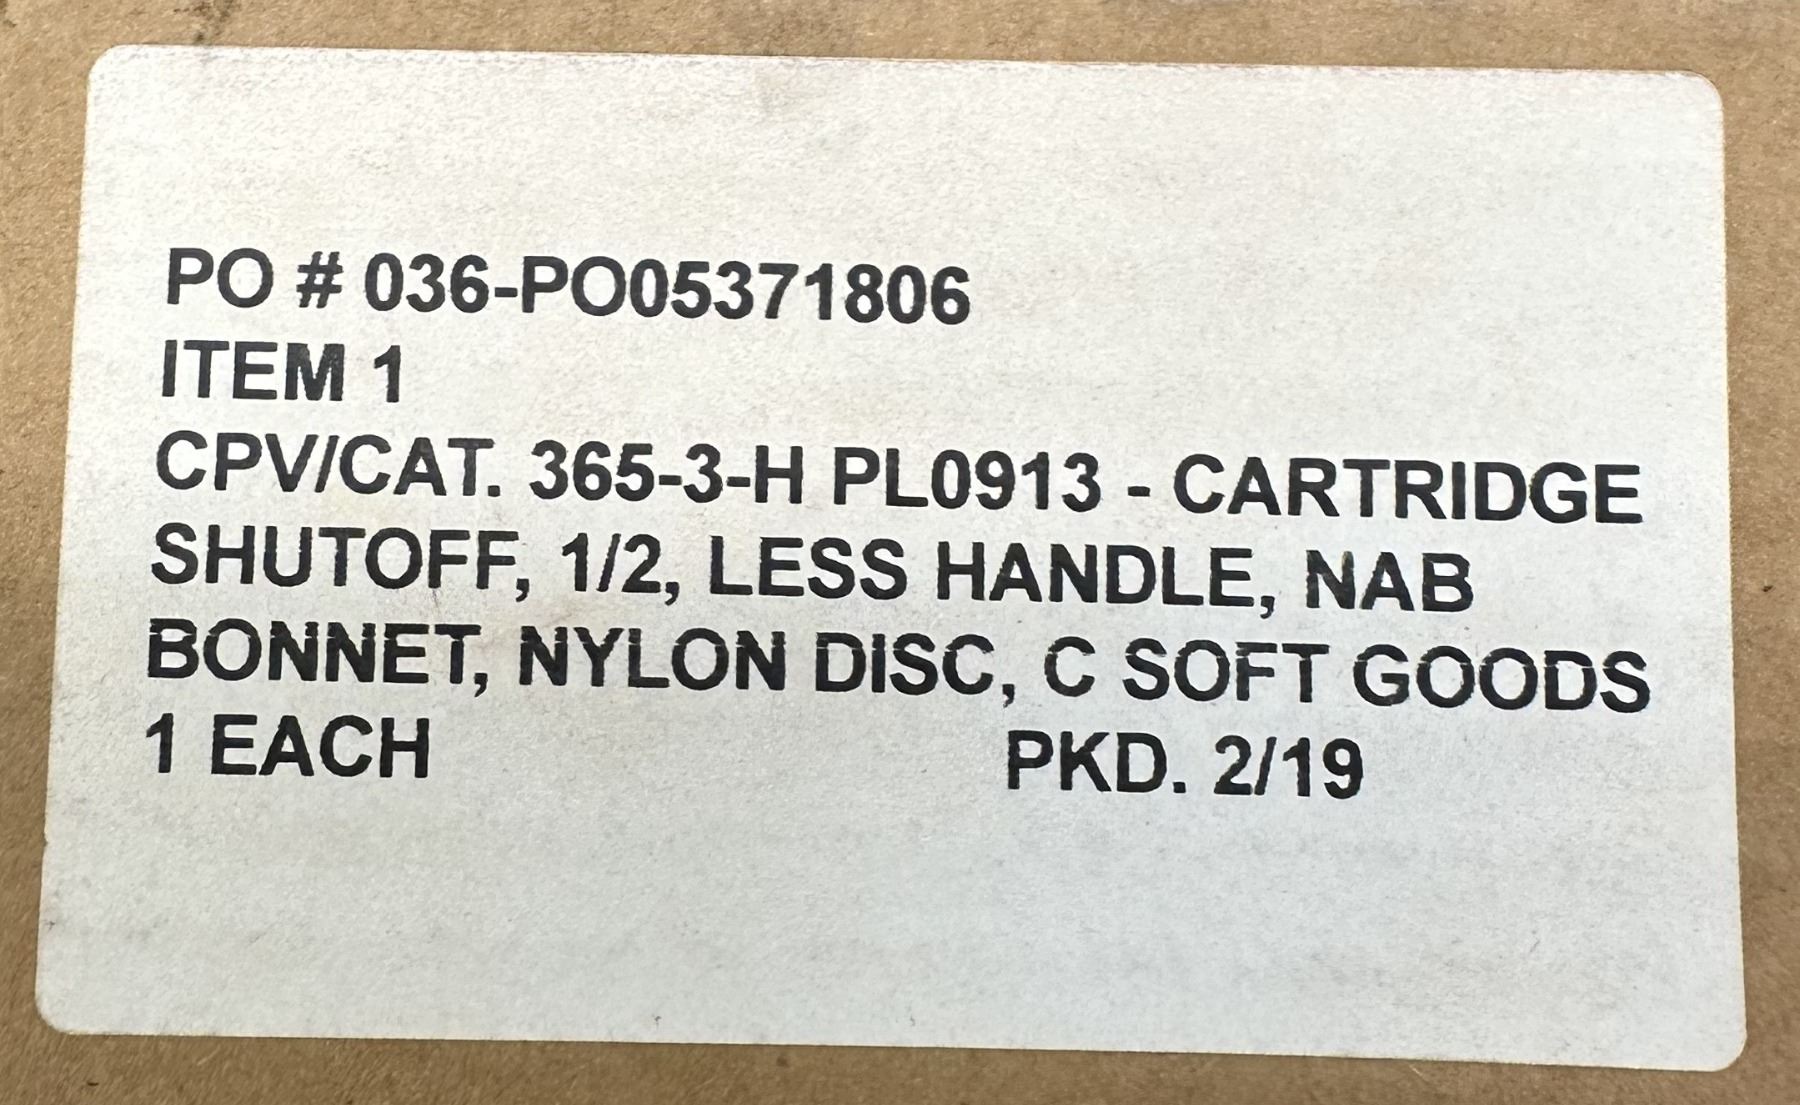 PO # 036-PO05371806
ITEM 1
CPV/CAT. 365-3-H PL0913 - CARTRIDGE
SHUTOFF, 1/2, LESS HANDLE, NAB
BONNET, NYLON DISC, C SOFT GOODS
1 EACH PKD. 2/19